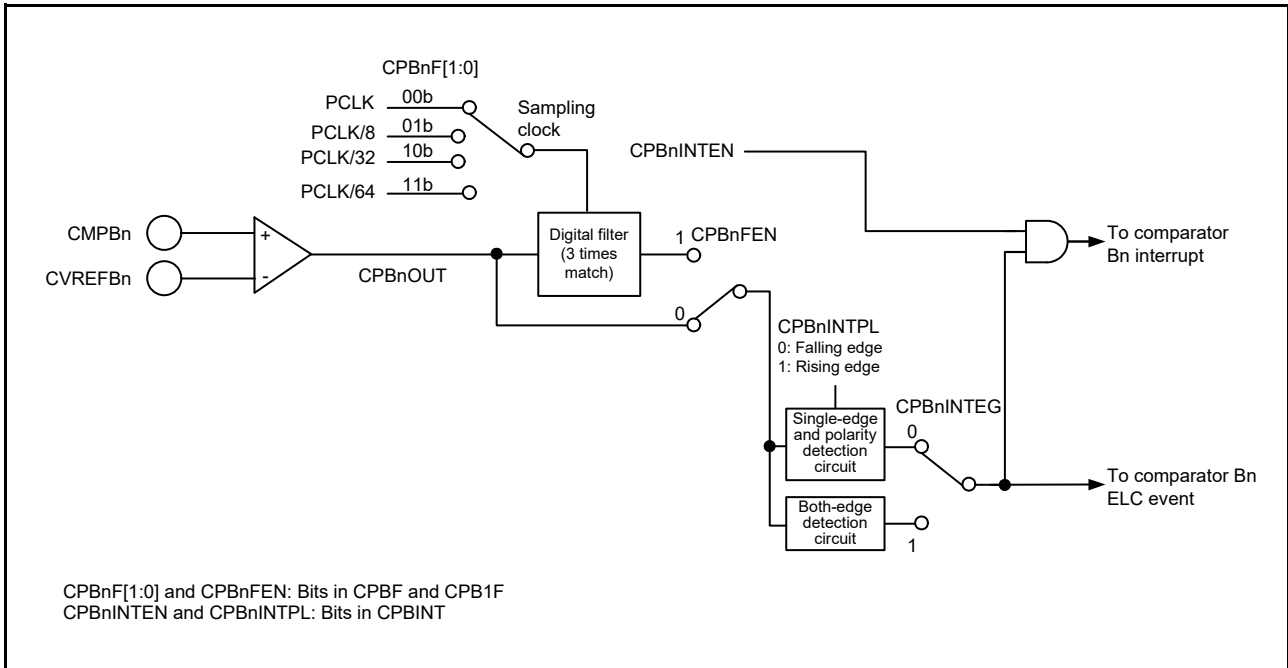 CPBnF[1:0]
PCLK
00b
PCLK/8
01b
PCLK/32
10b
PCLK/64
11b
Sampling
clock
CPBnINTEN
CMPBn
CVREFBn
+
-
CPBnOUT
Digital filter
(3 times
match)
1
CPBnFEN
0
To comparator
Bn interrupt
CPBnINTPL
0: Falling edge
1: Rising edge
CPBnINTEG
Single-edge
and polarity
detection
circuit
0
Both-edge
detection
circuit
1
To comparator Bn
ELC event
CPBnF[1:0] and CPBnFEN: Bits in CPBF and CPB1F
CPBnINTEN and CPBnINTPL: Bits in CPBINT